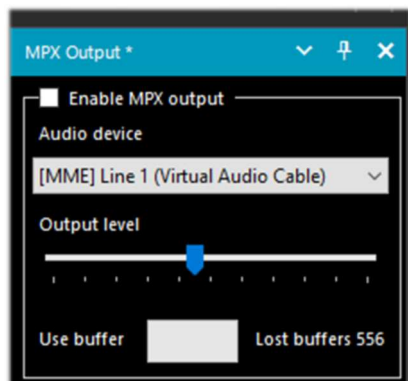 MPX Output *
Enable MPX output
Audio device
[MME] Line 1 (Virtual Audio Cable)
Output level
Use buffer Lost buffers 556